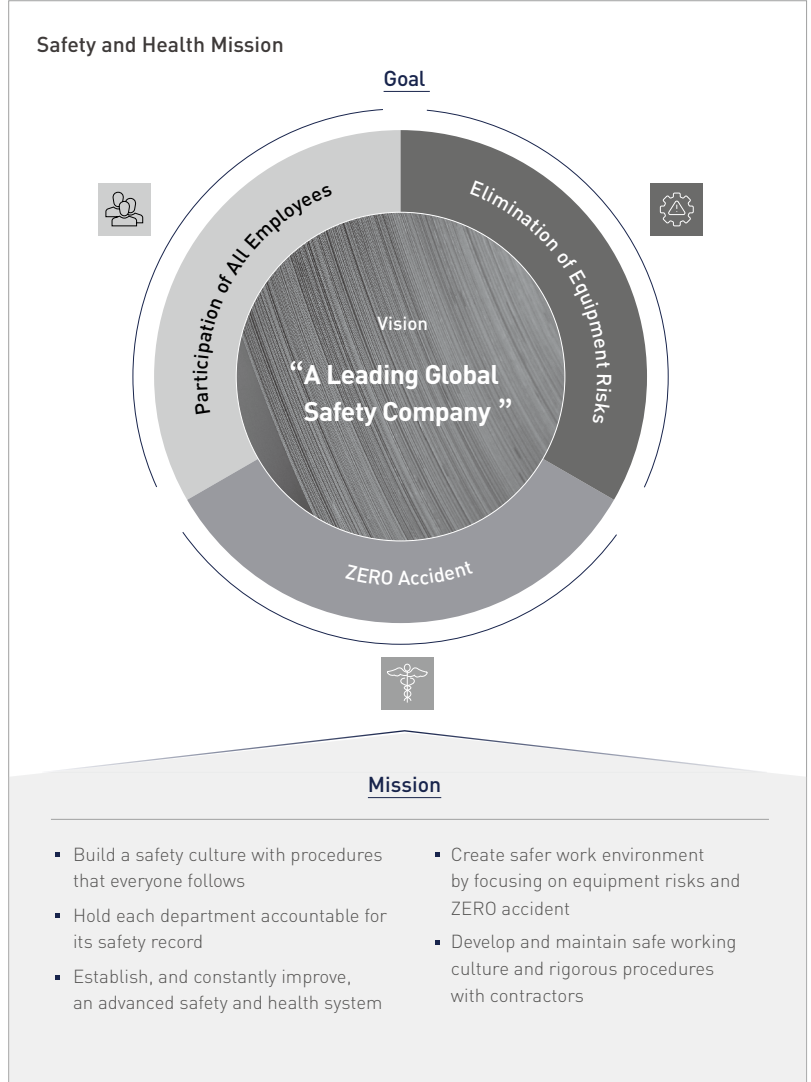 Safety and Health Mission
Goal
Participation of All Employees
Elimination of Equipment Risks
Vision
“A Leading Global
Safety Company ”
ZERO Accident
Mission
▪ Build a safety culture with procedures
that everyone follows
▪ Hold each department accountable for
its safety record
▪ Establish, and constantly improve,
an advanced safety and health system
▪ Create safer work environment
by focusing on equipment risks and
ZERO accident
▪ Develop and maintain safe working
culture and rigorous procedures
with contractors